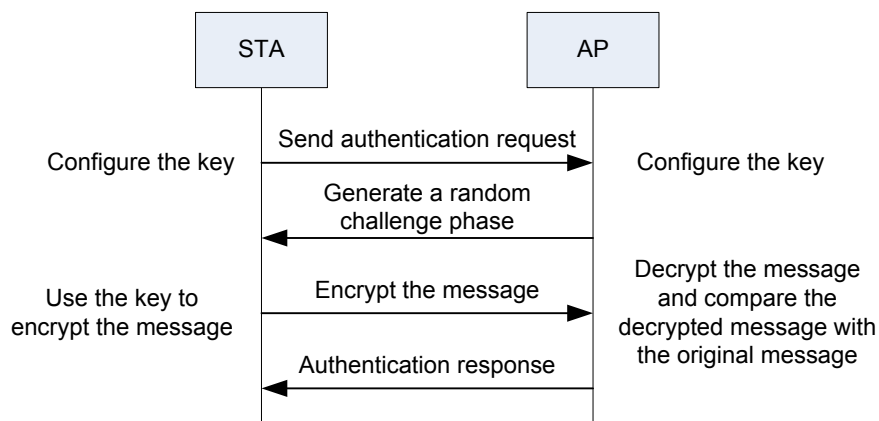 STA
AP
Send authentication request
Configure the key
Configure the key
Generate a random
challenge phase
Use the key to
encrypt the message
Encrypt the message
Decrypt the message
and compare the
decrypted message with
the original message
Authentication response